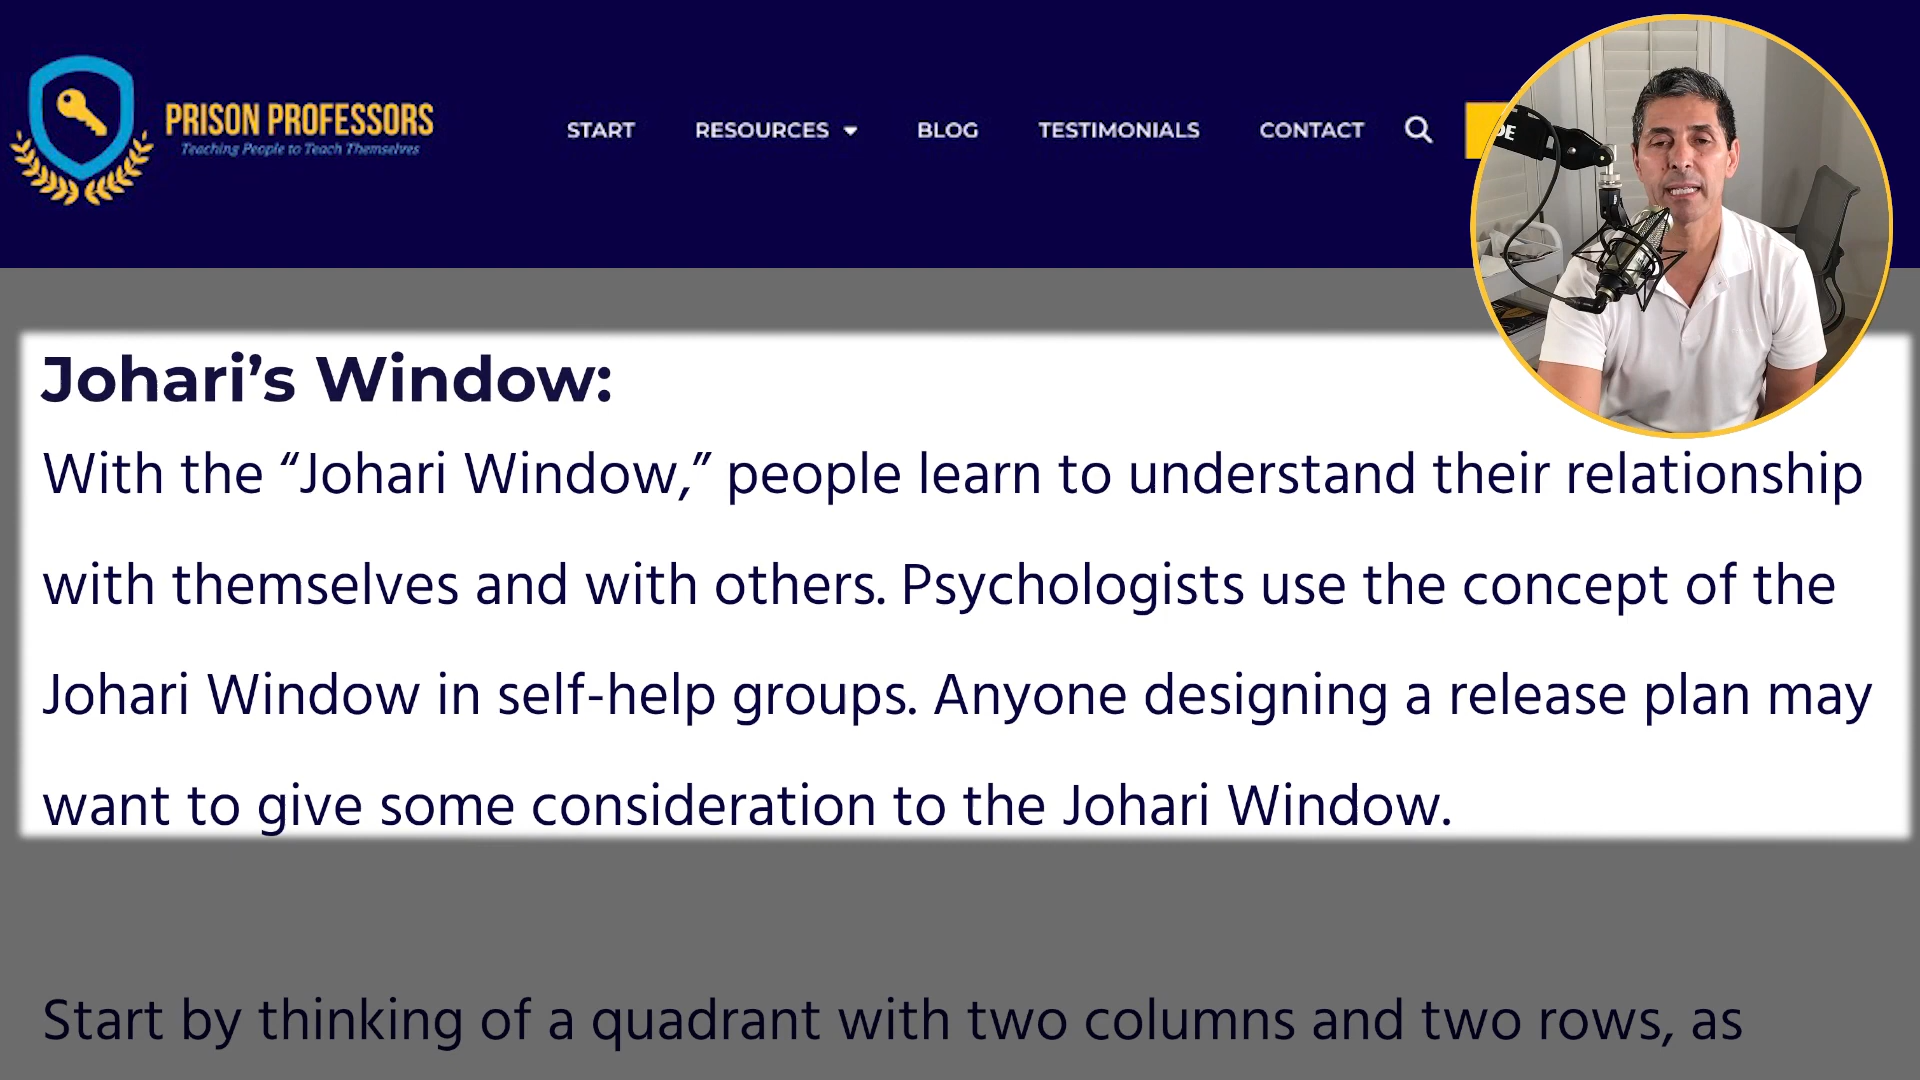 PRISON PROFESSORS
Teaching People to Teach Themselves
START RESOURCES BLOG TESTIMONIALS CONTACT
Johari’s Window:
With the “Johari Window,” people learn to understand their relationship
with themselves and with others. Psychologists use the concept of the
Johari Window in self-help groups. Anyone designing a release plan may
want to give some consideration to the Johari Window.
Start by thinking of a quadrant with two columns and two rows, as